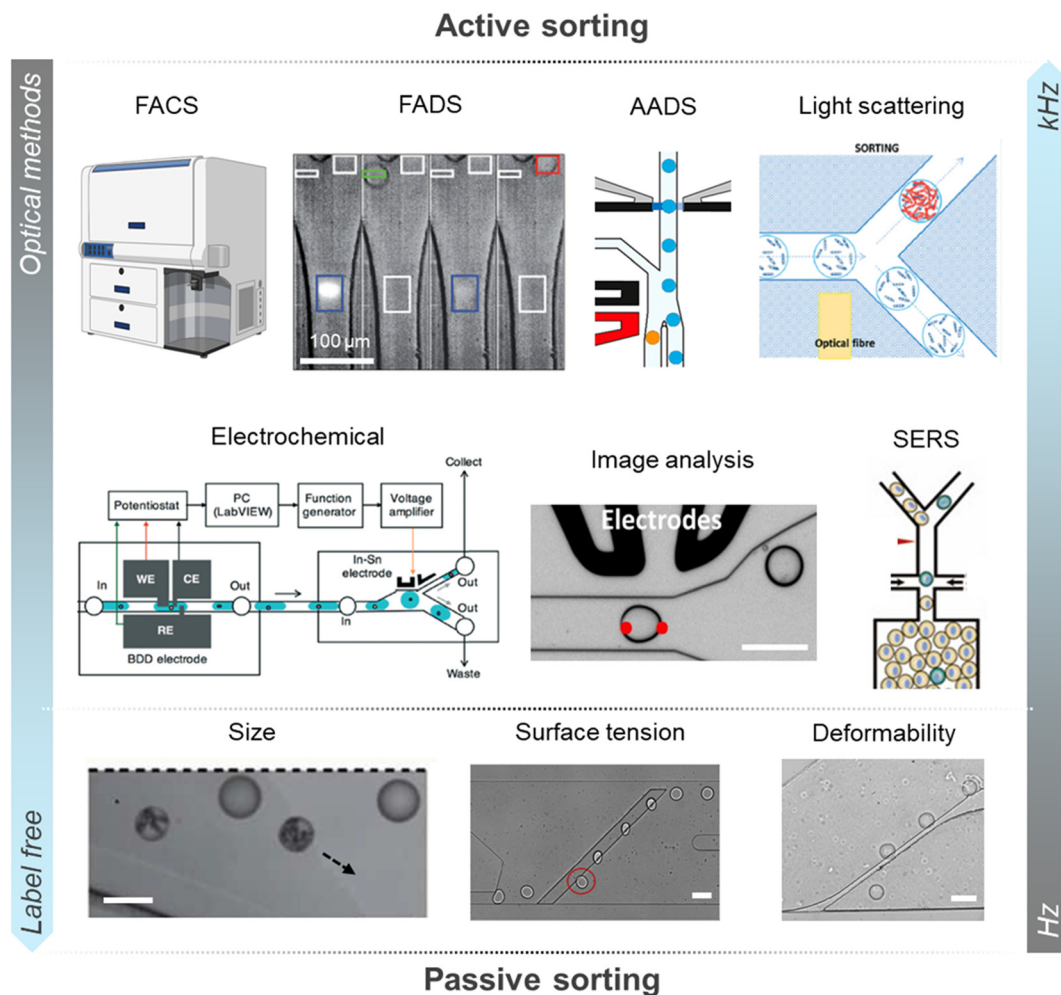 Active sorting
Optical methods
kHz
FACS
FADS
AADS
Light scattering
100 µm
SORTING
Optical fibre
Electrochemical
Image analysis
SERS
Collect
Potentiostat
PC
(LabVIEW)
Function
generator
Voltage
amplifier
In-Sn
electrode
In
WE
CE
Out
Out
Out
RE
In
BDD electrode
Waste
Electrodes
Size
Surface tension
Deformability
Label free
Hz
Passive sorting